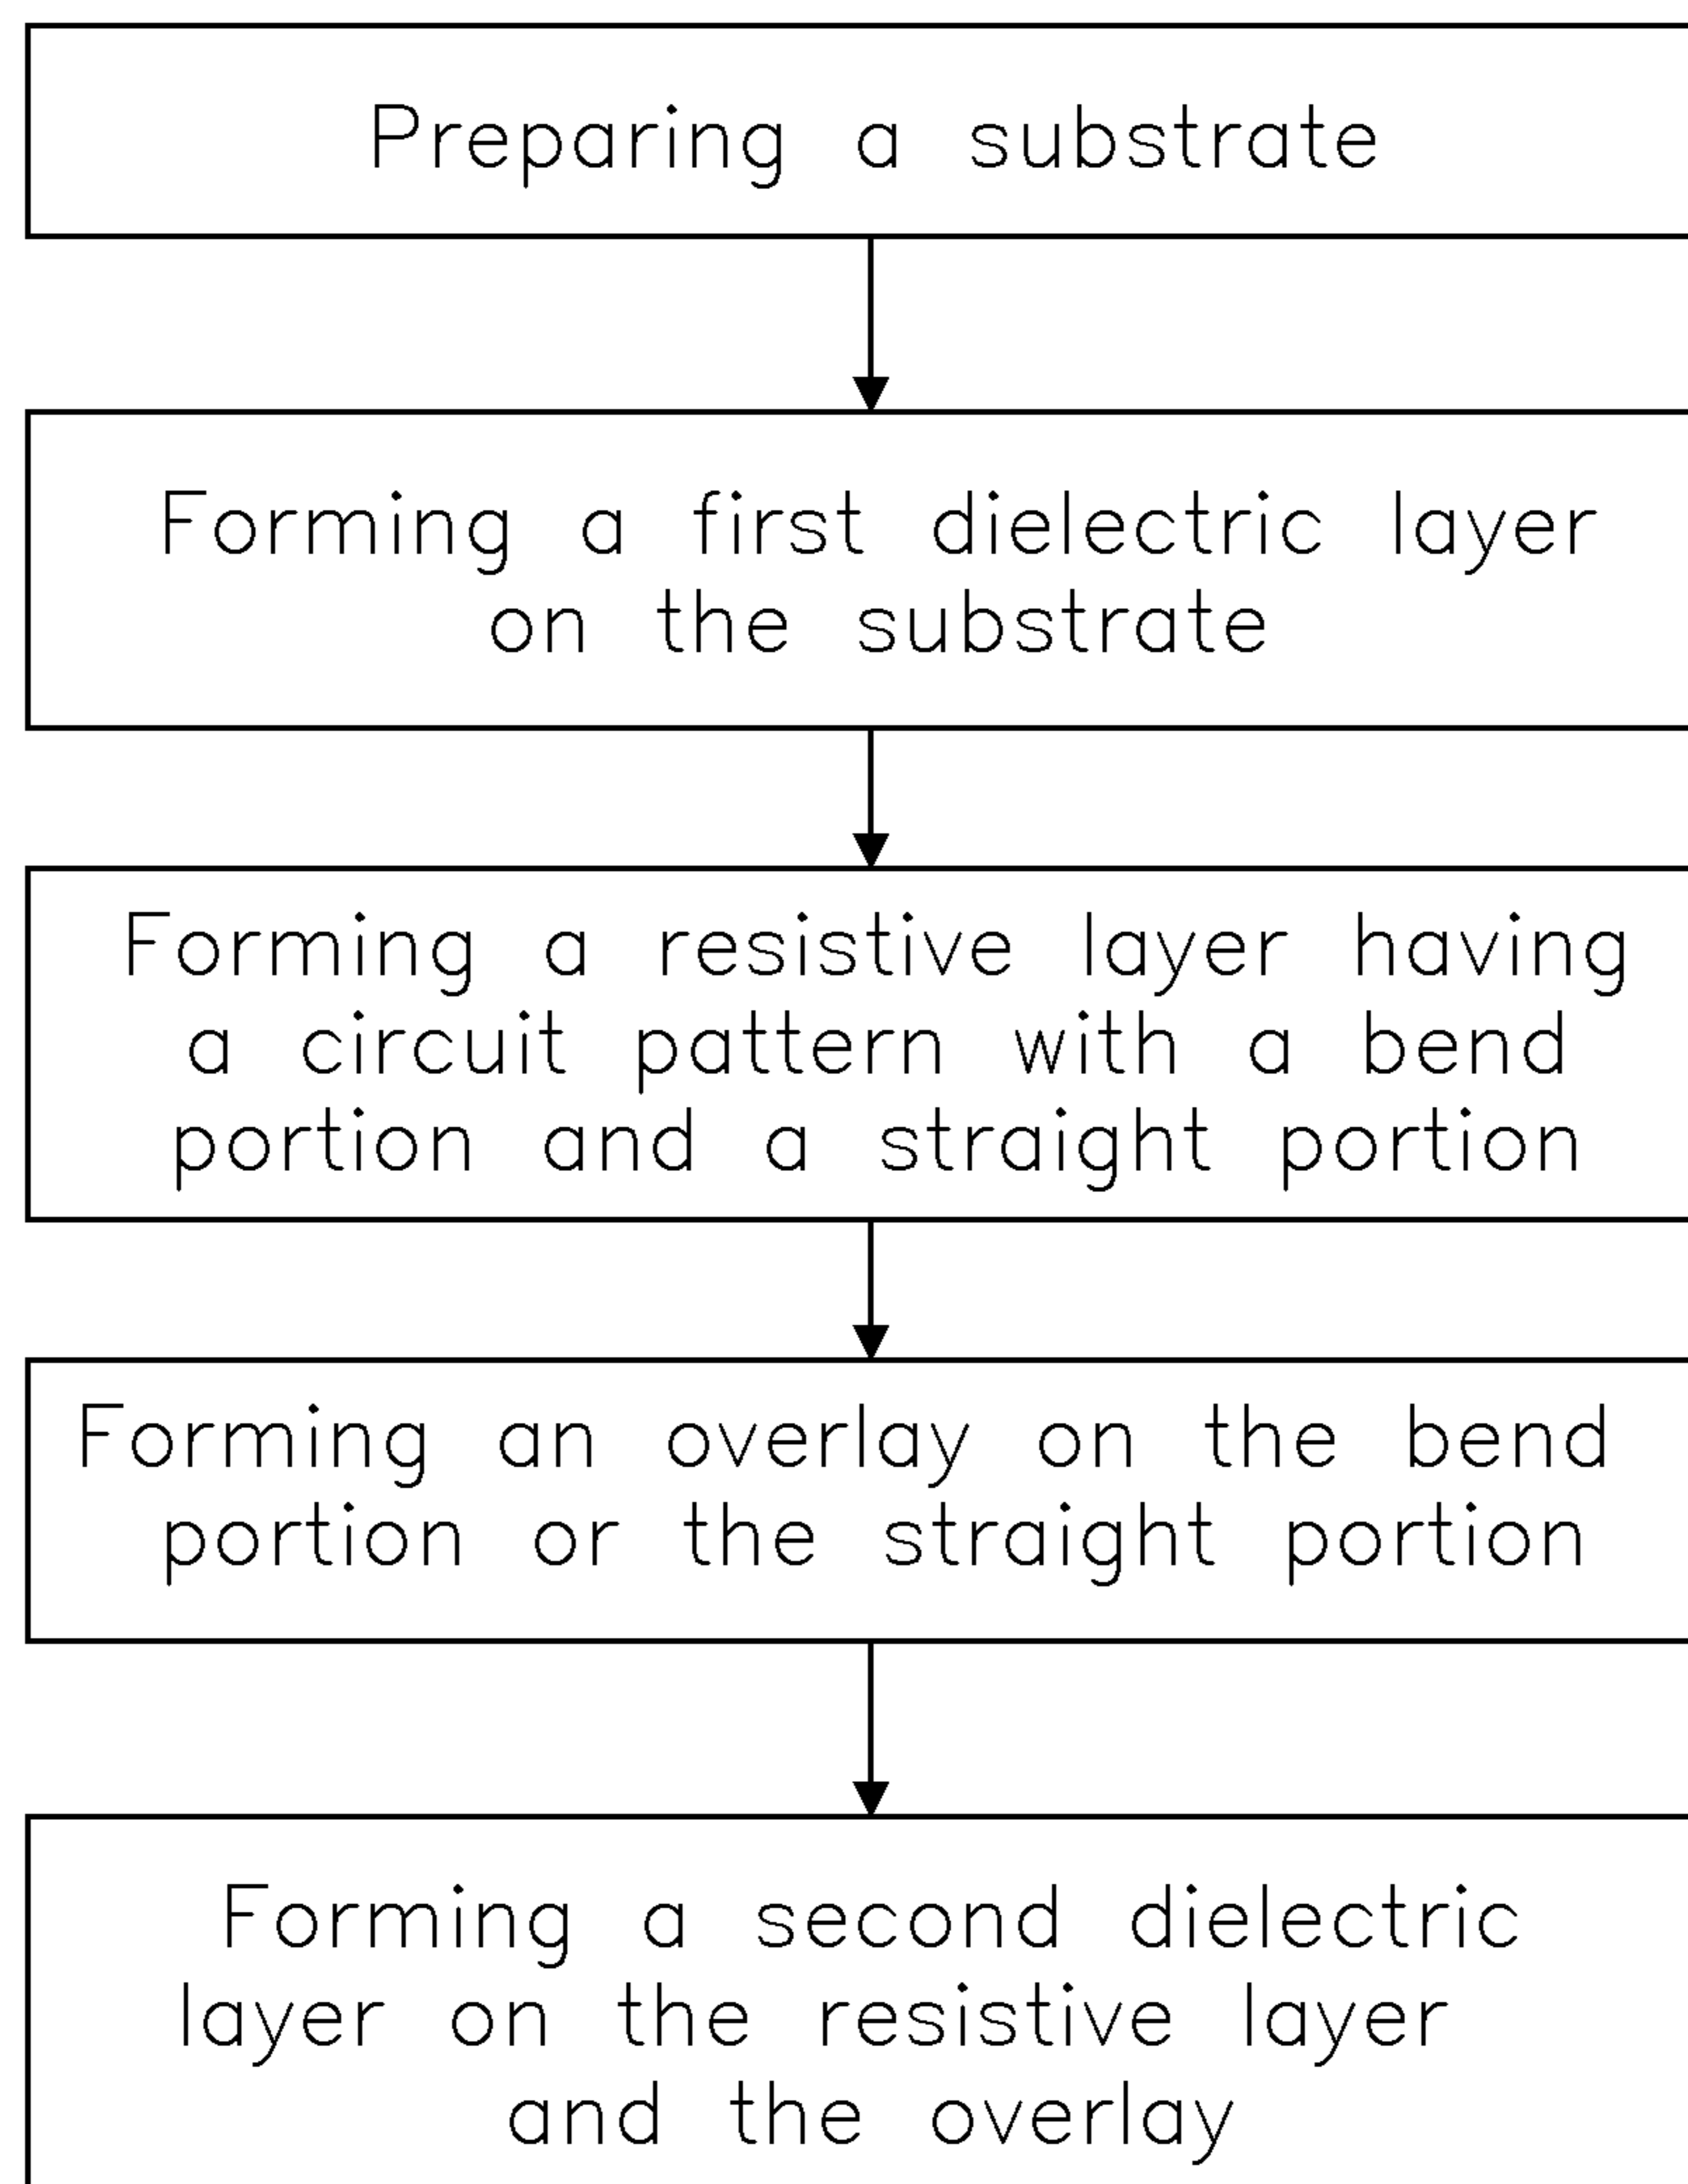 Preparing a substrate
Forming a first dielectric layer
on the substrate
Forming a resistive layer having
a circuit pattern with a bend
portion and a straight portion
Forming an overlay on the bend
portion or the straight portion
Forming a second dielectric
layer on the resistive layer
and the overlay